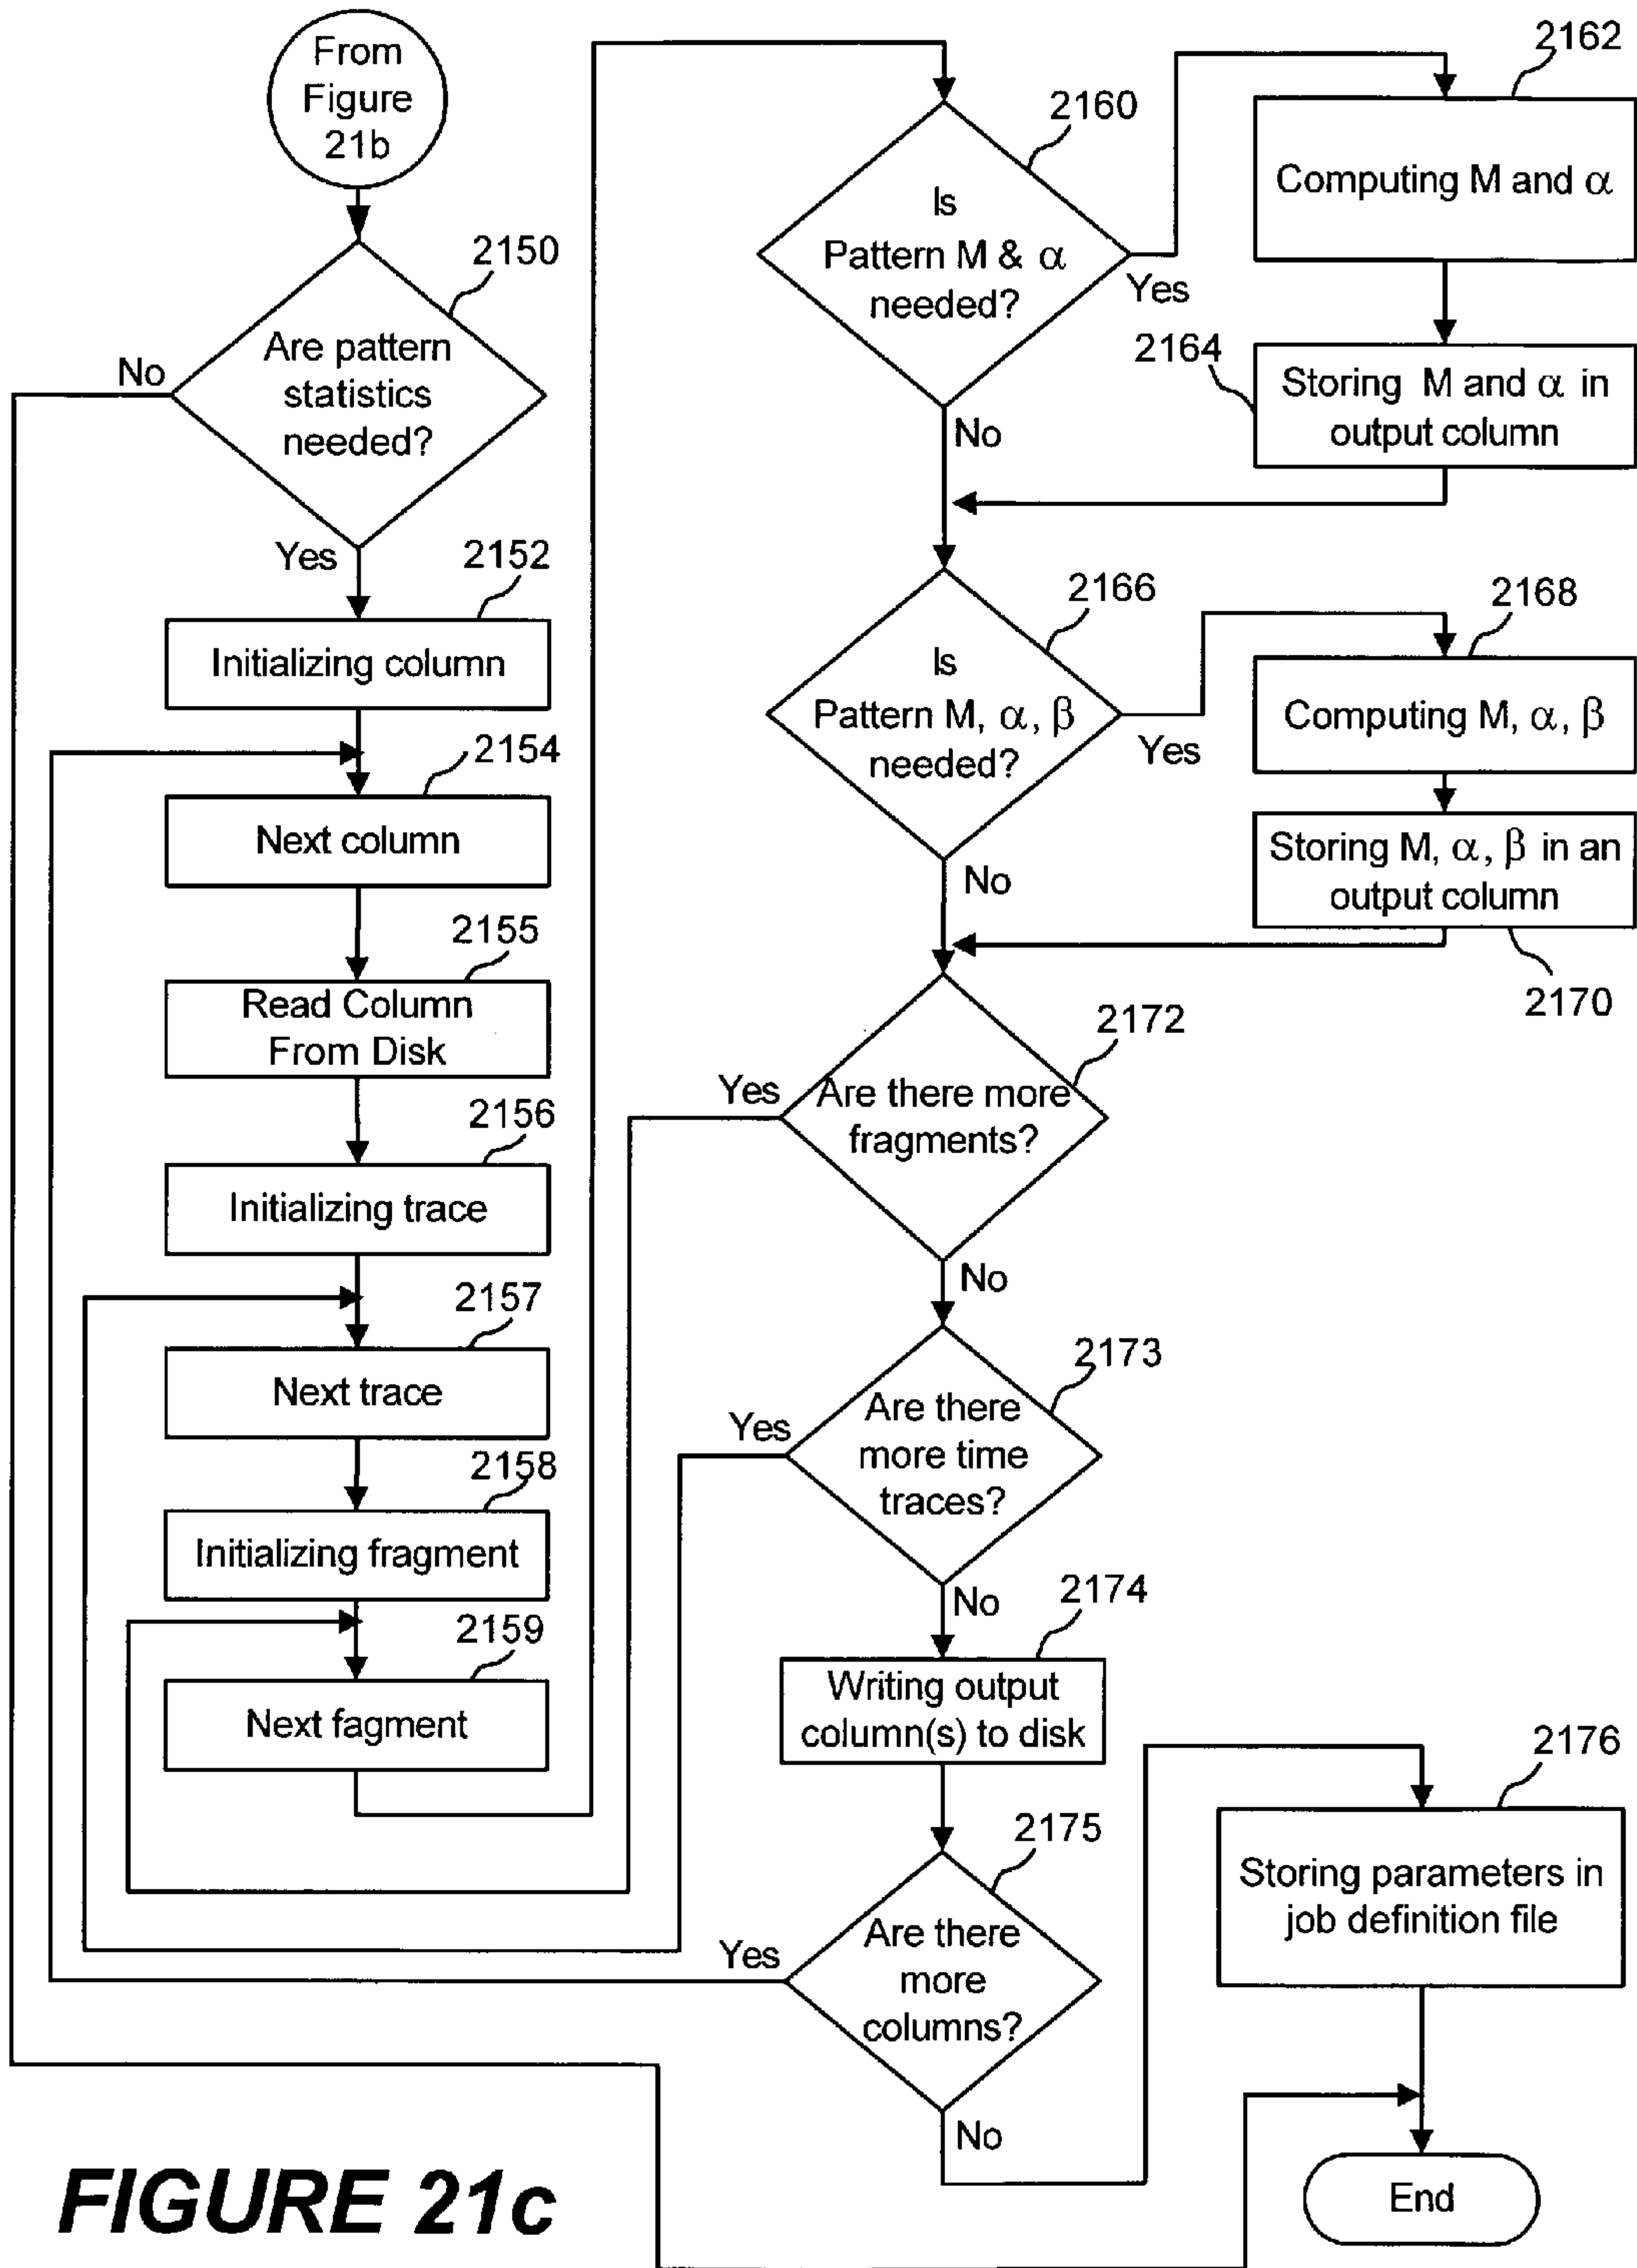 From
Figure
21b
2150
Are pattern
statistics
needed?
No
Yes
2152
Initializing column
2154
Next column
2155
Read Column
From Disk
2156
Initializing trace
2157
Next trace
2158
Initializing fragment
2159
Next fagment
2160
Is
Pattern M & α
needed?
Yes
No
2162
Computing M and α
2164
Storing M and α in
output column
2166
Is
Pattern M, α, β
needed?
Yes
No
2168
Computing M, α, β
Storing M, α, β in an
output column
2170
2172
Are there more
fragments?
Yes
No
2173
Are there
more time
traces?
Yes
No
2174
Writing output
column(s) to disk
2175
Are there
more
columns?
Yes
No
2176
Storing parameters in
job definition file
End
FIGURE 21c